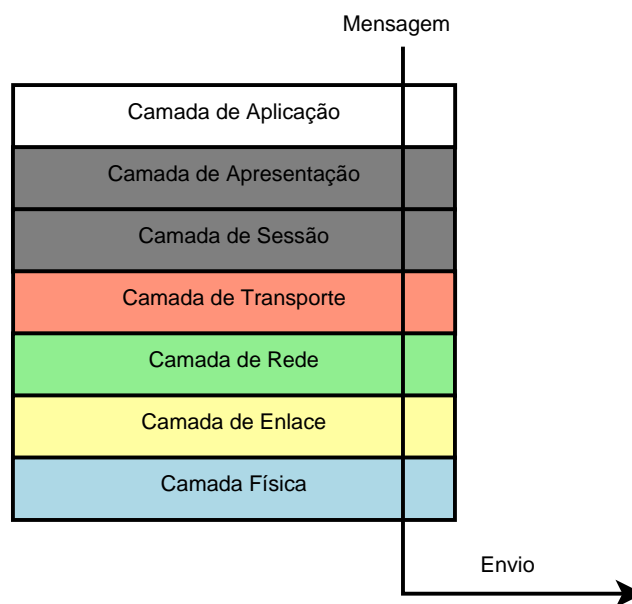 Mensagem
Camada de Aplicação
Camada de Apresentação
Camada de Sessão
Camada de Transporte
Camada de Rede
Camada de Enlace
Camada Física
Envio